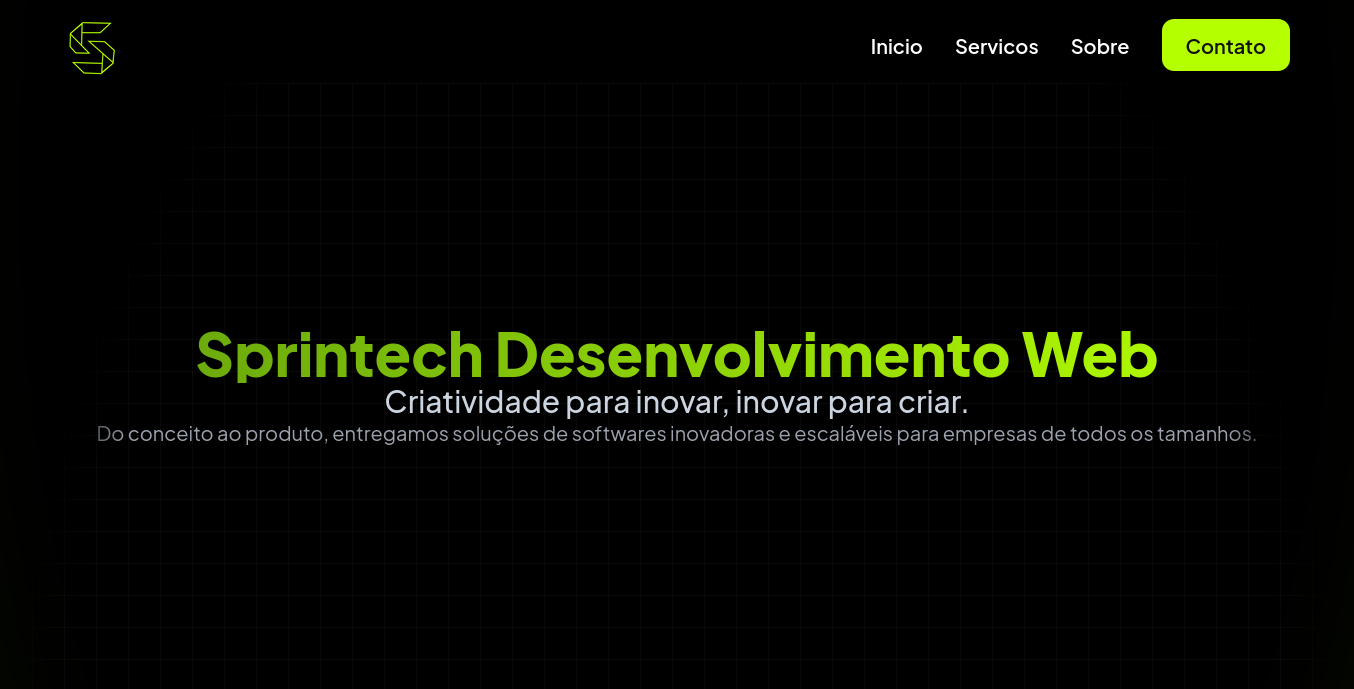 Inicio Servicos Sobre Contato
Sprintech Desenvolvimento Web
Criatividade para inovar, inovar para criar.
Do conceito ao produto, entregamos soluções de softwares inovadoras e escaláveis para empresas de todos os tamanhos.